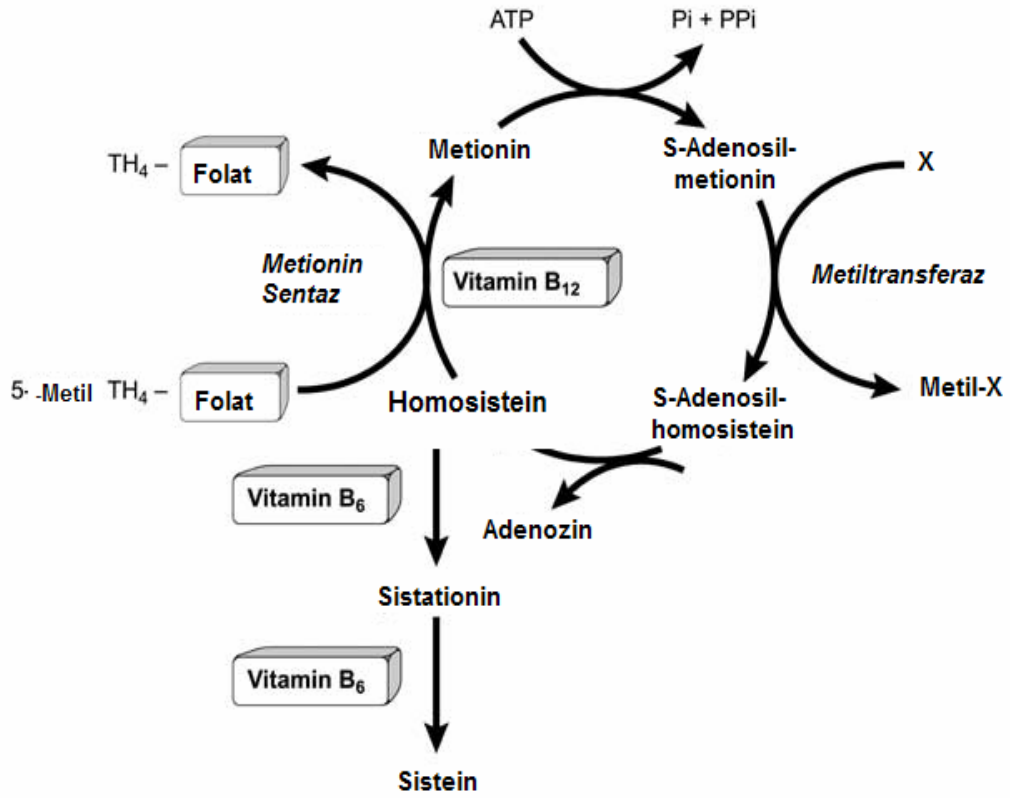 ATP
Pi + PPi
Metionin
S-Adenosil-
metionin
X
TH₄ –
Folat
Metionin
Sentaz
Vitamin B₁₂
Metiltransferaz
5- -Metil TH₄ –
Folat
Homosistein
S-Adenosil-
homosistein
Metil-X
Vitamin B₆
Adenozin
Sistationin
Vitamin B₆
Sistein